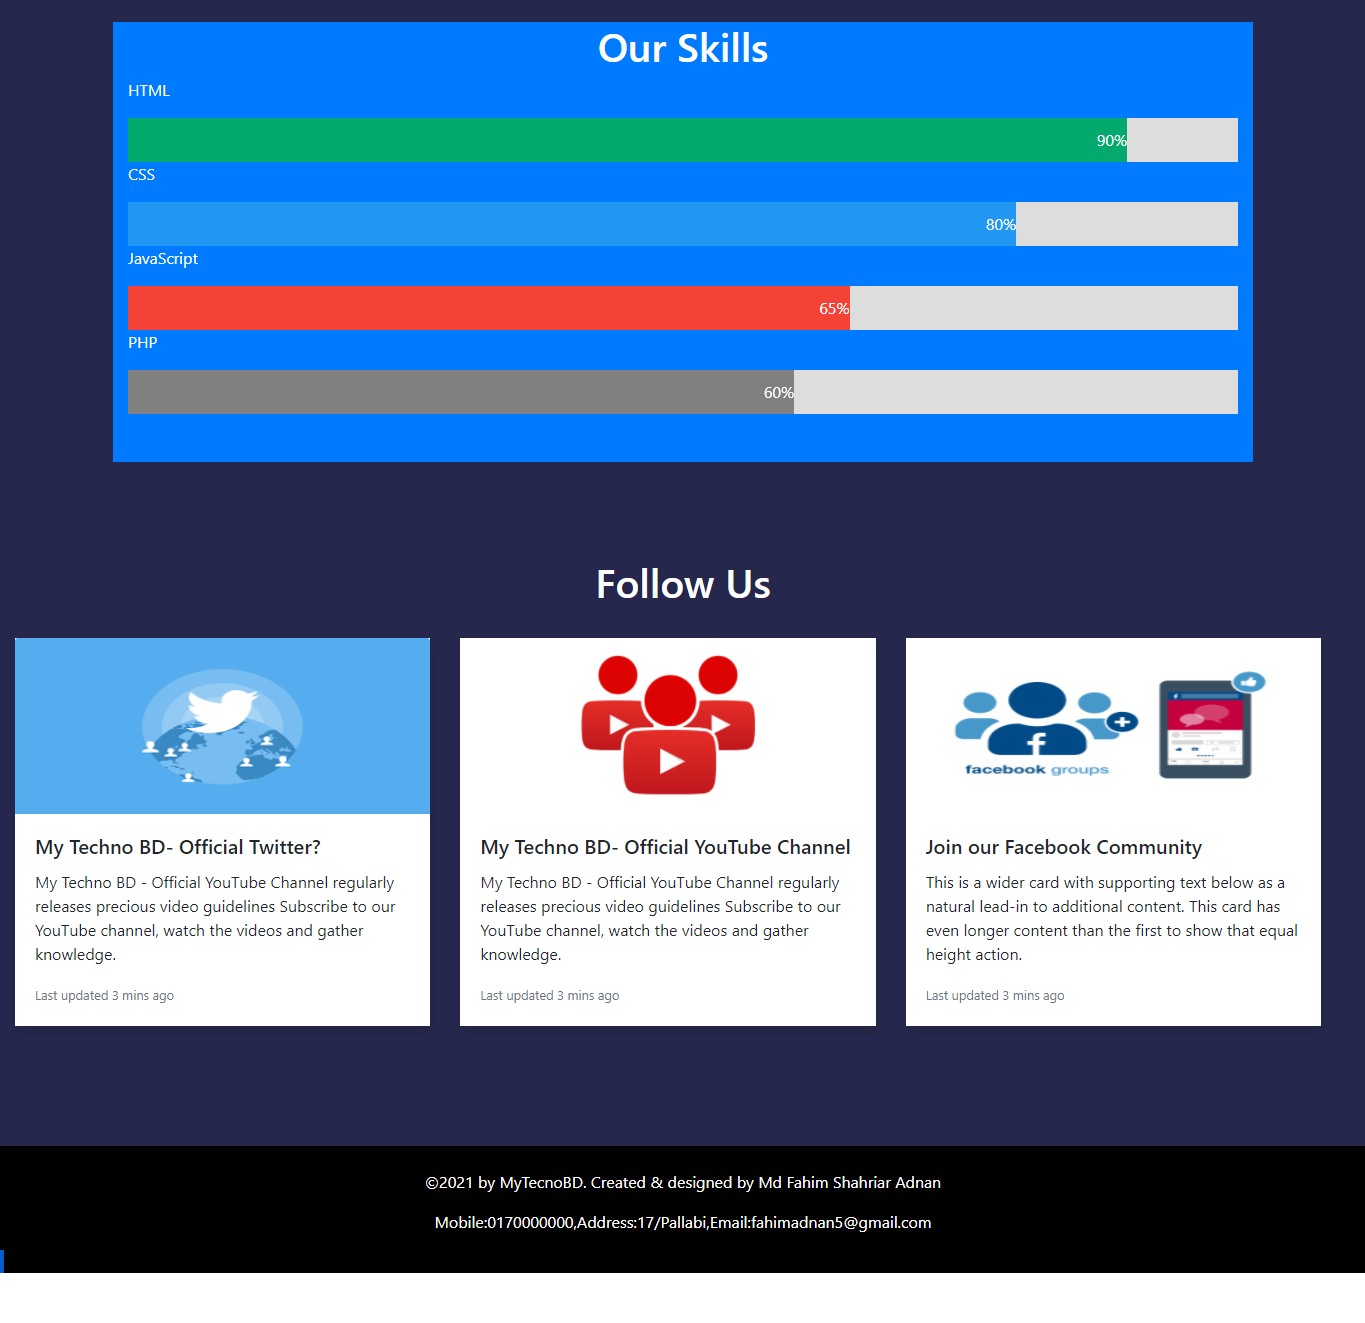 Our Skills
HTML
90%
CSS
80%
JavaScript
65%
PHP
60%
Follow Us
facebook groups
My Techno BD- Official Twitter?
My Techno BD - Official YouTube Channel regularly
releases precious video guidelines Subscribe to our
YouTube channel, watch the videos and gather
knowledge.
Last updated 3 mins ago
My Techno BD- Official YouTube Channel
My Techno BD - Official YouTube Channel regularly
releases precious video guidelines Subscribe to our
YouTube channel, watch the videos and gather
knowledge.
Last updated 3 mins ago
Join our Facebook Community
This is a wider card with supporting text below as a
natural lead-in to additional content. This card has
even longer content than the first to show that equal
height action.
Last updated 3 mins ago
©2021 by MyTecnoBD. Created & designed by Md Fahim Shahriar Adnan
Mobile:0170000000,Address:17/Pallabi,Email:fahimadnan5@gmail.com